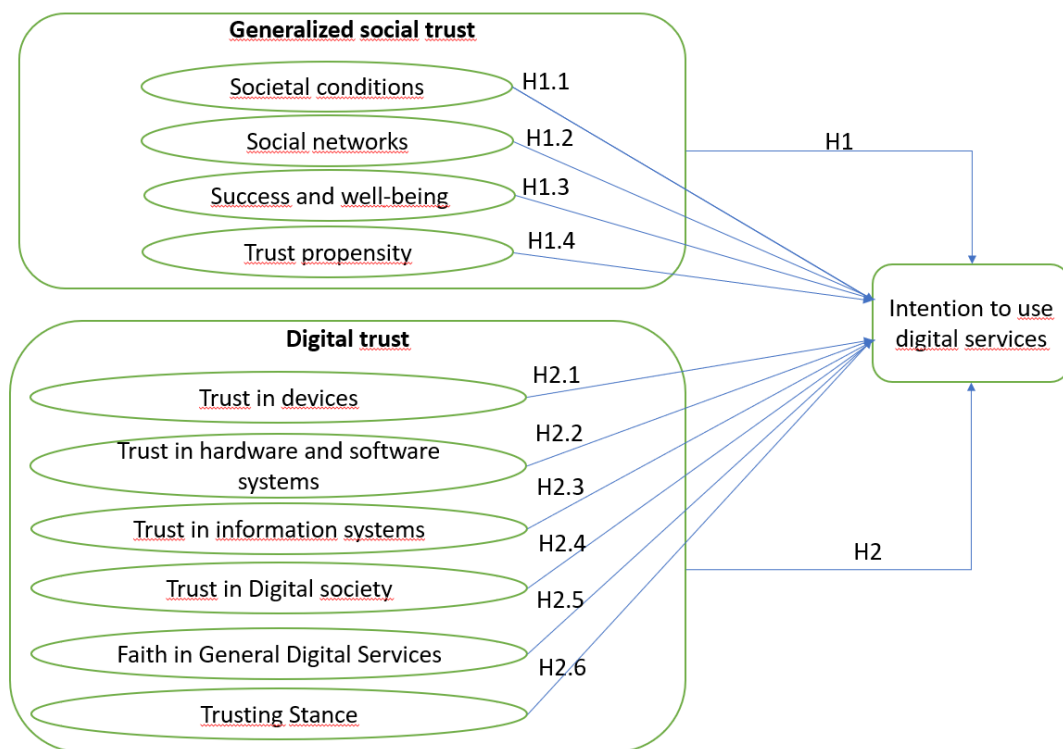 Generalized social trust
Societal conditions
H1.1
Social networks
H1.2
Success and well-being
H1.3
Trust propensity
H1.4
H1
Intention to use
digital services
Digital trust
Trust in devices
H2.1
Trust in hardware and software
systems
H2.2
Trust in information systems
H2.3
Trust in Digital society
H2.4
Faith in General Digital Services
H2.5
Trusting Stance
H2.6
H2